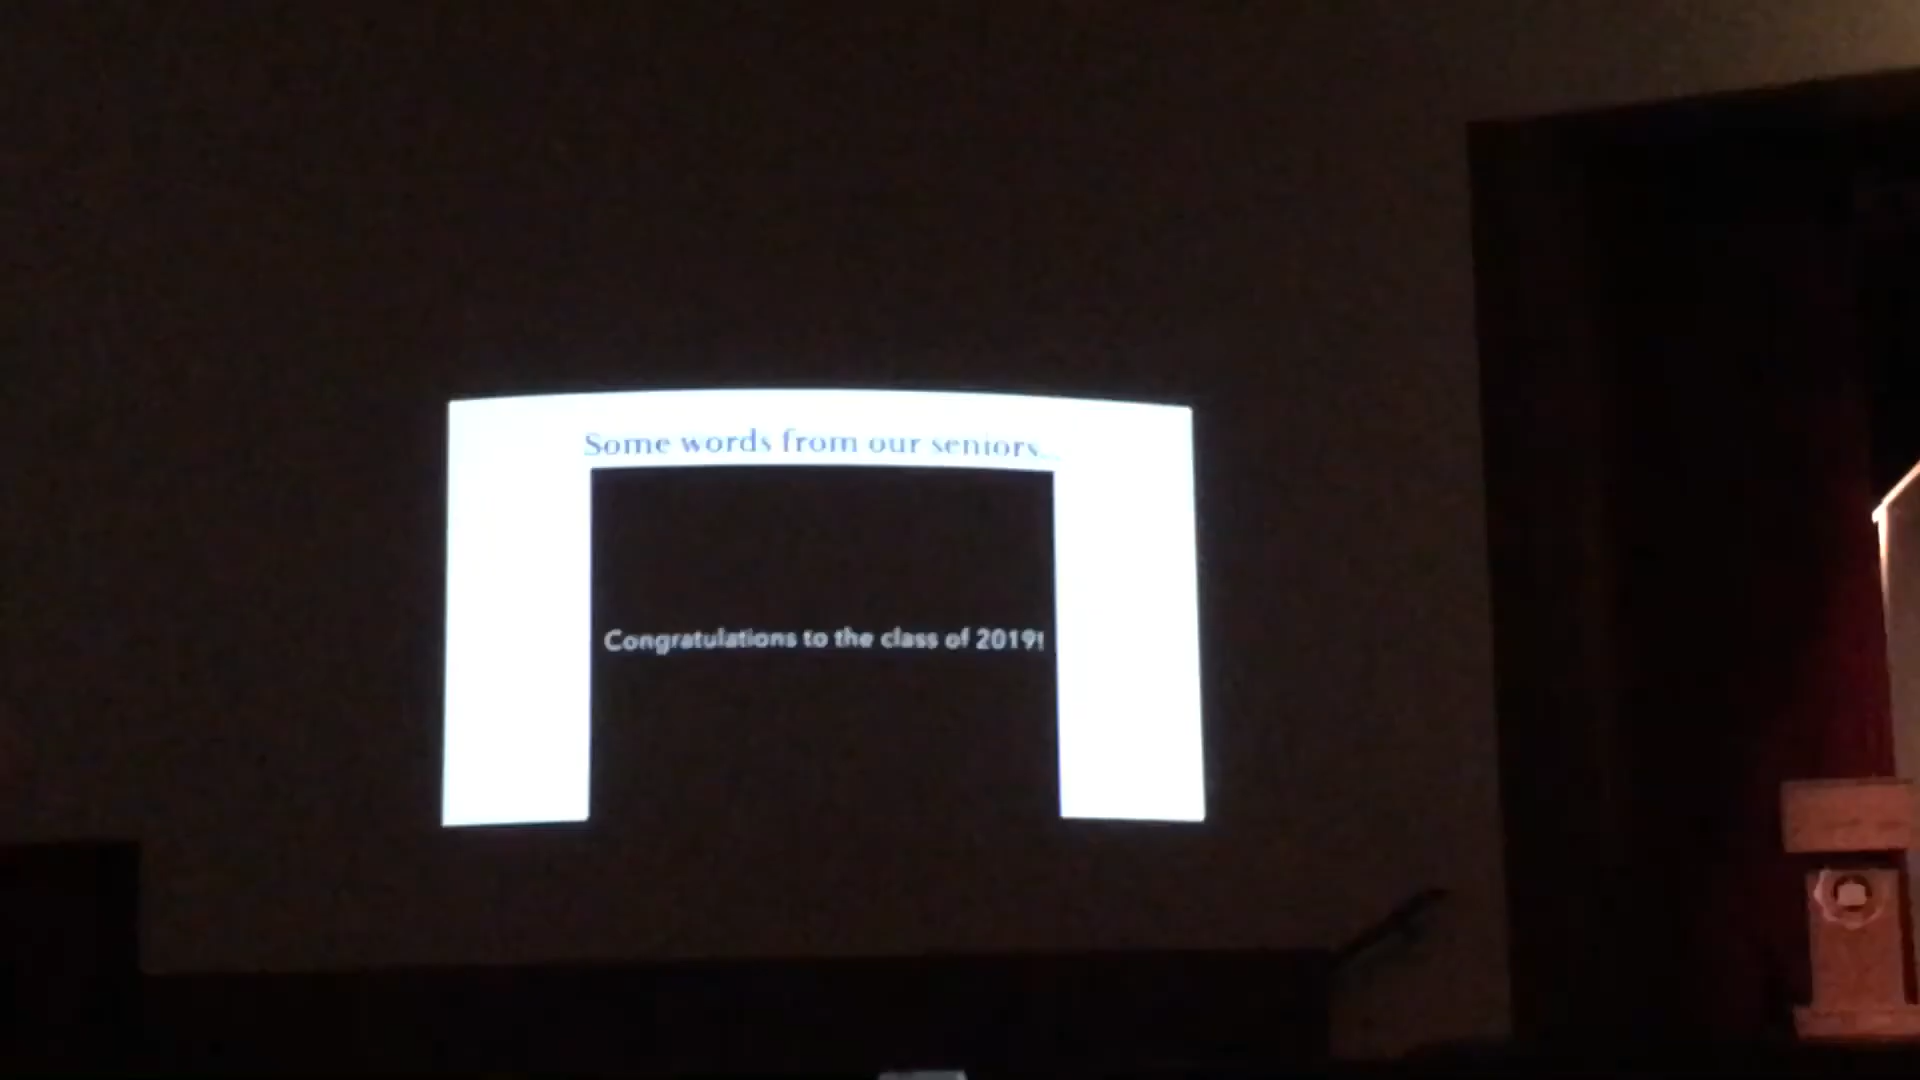 Some words from our seniors...
Congratulations to the class of 2019!